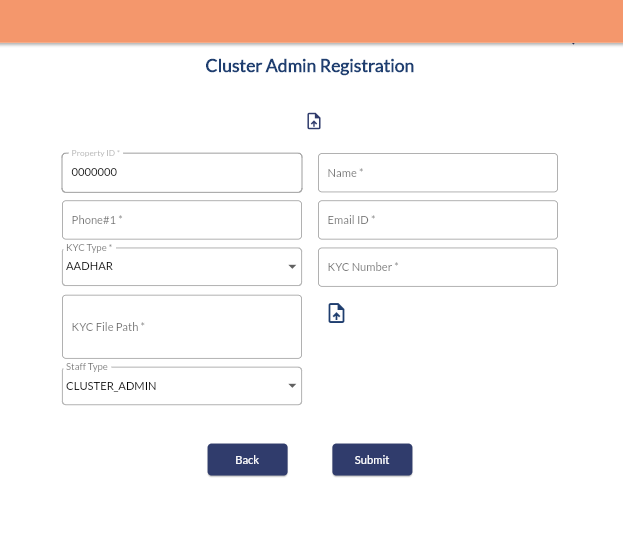 Cluster Admin Registration
Property ID *
0000000
Name *
Phone#1 *
Email ID *
KYC Type *
AADHAR
KYC Number *
KYC File Path *
Staff Type
CLUSTER_ADMIN
Back
Submit